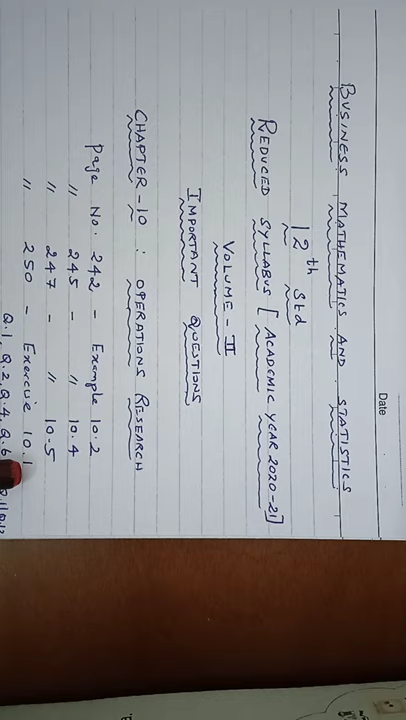 Date
BUSINESS MATHEMATICS AND STATISTICS
12th Std
REDUCED SYLLABUS [ACADEMIC YEAR 2020-21]
VOLUME - II
IMPORTANT QUESTIONS
CHAPTER - 10 : OPERATIONS RESEARCH
Page No. 242 - Example 10.2
" 245 - " 10.4
" 247 - " 10.5
" 250 - Exercise 10.1
Q.1, Q.2, Q.4, Q.6